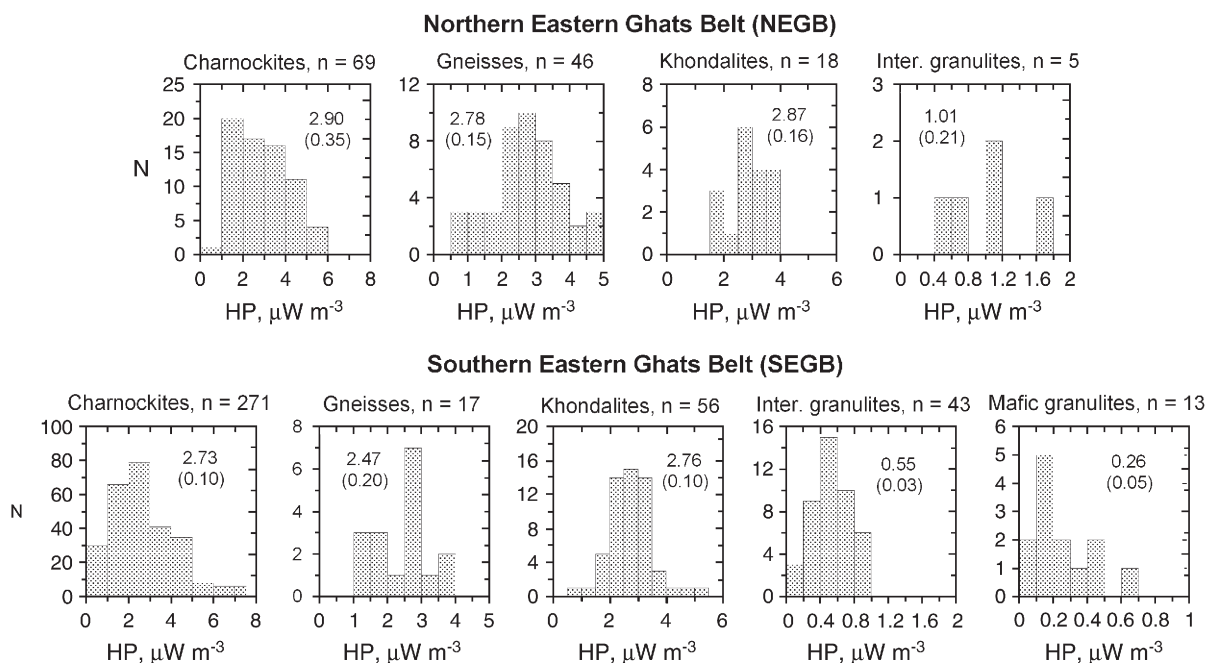 Northern Eastern Ghats Belt (NEGB)
Charnockites, n = 69
Gneisses, n = 46
Khondalites, n = 18
Inter. granulites, n = 5
25
20
15
10
5
0
N
2.90
(0.35)
0 2 4 6 8
HP, μW m-3
12
8
4
0
2.78
(0.15)
0 1 2 3 4 5
HP, μW m-3
8
6
4
2
0
2.87
(0.16)
0 2 4 6
HP, μW m-3
3
2
1
0
1.01
(0.21)
0 0.4 0.8 1.2 1.6 2
HP, μW m-3
Southern Eastern Ghats Belt (SEGB)
Charnockites, n = 271
Gneisses, n = 17
Khondalites, n = 56
Inter. granulites, n = 43
Mafic granulites, n = 13
100
80
60
40
20
0
N
2.73
(0.10)
0 2 4 6 8
HP, μW m-3
8
6
4
2
0
2.47
(0.20)
0 1 2 3 4 5
HP, μW m-3
20
16
12
8
4
0
2.76
(0.10)
0 1 2 3 4 5 6
HP, μW m-3
16
12
8
4
0
0.55
(0.03)
0 0.4 0.8 1.2 1.6 2
HP, μW m-3
6
5
4
3
2
1
0
0.26
(0.05)
0 0.2 0.4 0.6 0.8 1
HP, μW m-3